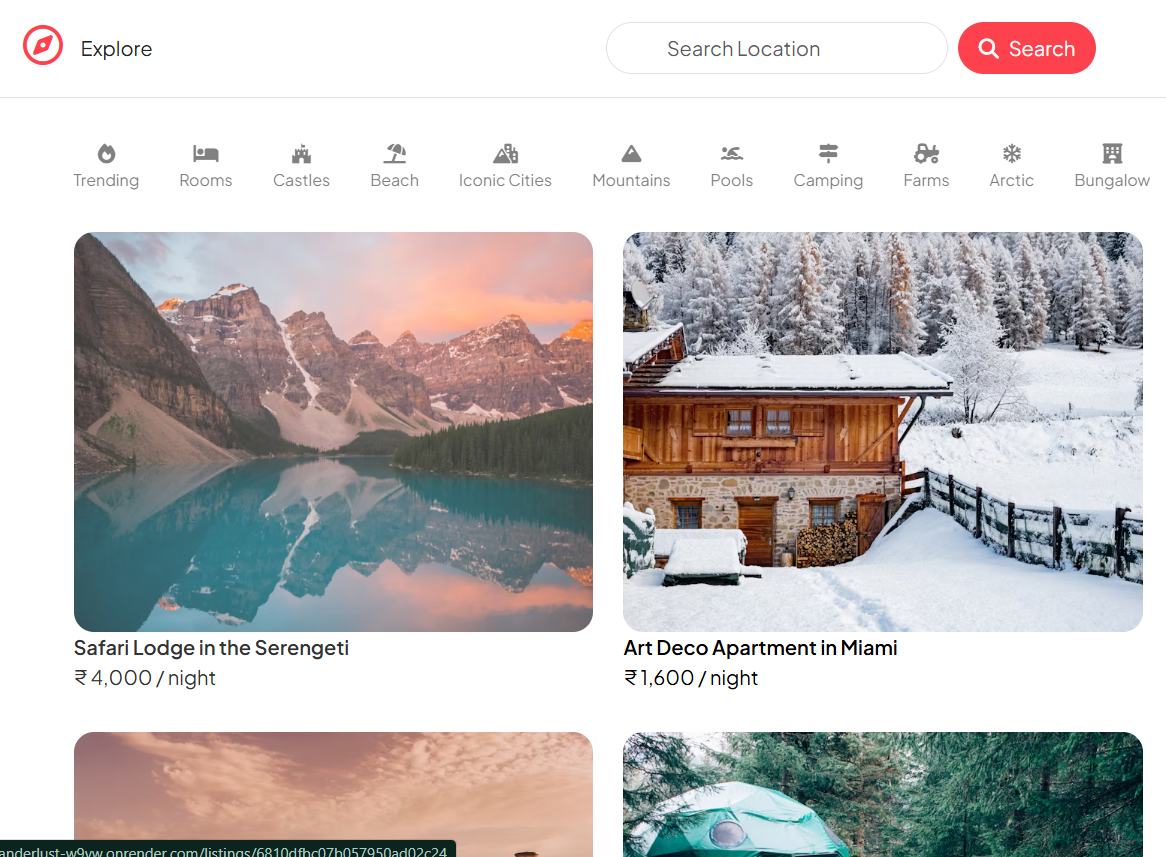 Explore
Search Location
Search
Trending
Rooms
Castles
Beach
Iconic Cities
Mountains
Pools
Camping
Farms
Arctic
Bungalow
Safari Lodge in the Serengeti
₹ 4,000 / night
Art Deco Apartment in Miami
₹ 1,600 / night
anderlust-w9vw.onrender.com/listings/6810dfbc07b057950ad02c24